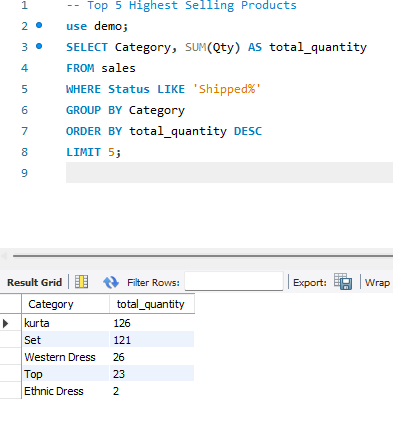 1 -- Top 5 Highest Selling Products
2 use demo;
3 SELECT Category, SUM(Qty) AS total_quantity
4 FROM sales
5 WHERE Status LIKE 'Shipped%'
6 GROUP BY Category
7 ORDER BY total_quantity DESC
8 LIMIT 5;
9
Result Grid Filter Rows: Export: Wrap
Category total_quantity
kurta 126
Set 121
Western Dress 26
Top 23
Ethnic Dress 2